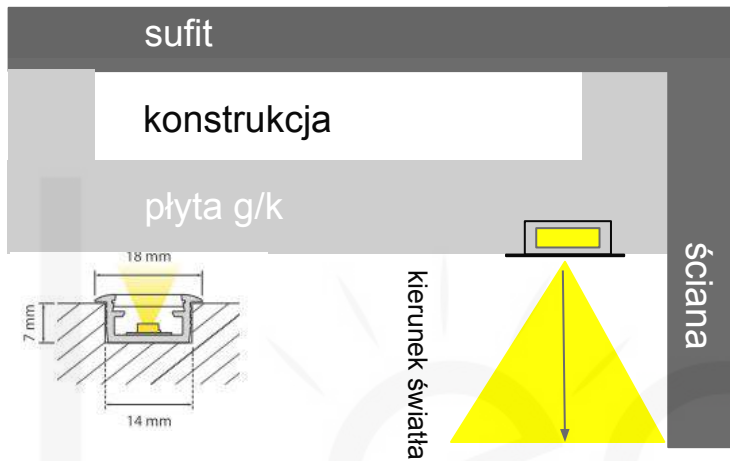 sufit
konstrukcja
płyta g/k
18 mm
7 mm
14 mm
kierunek światła
ściana